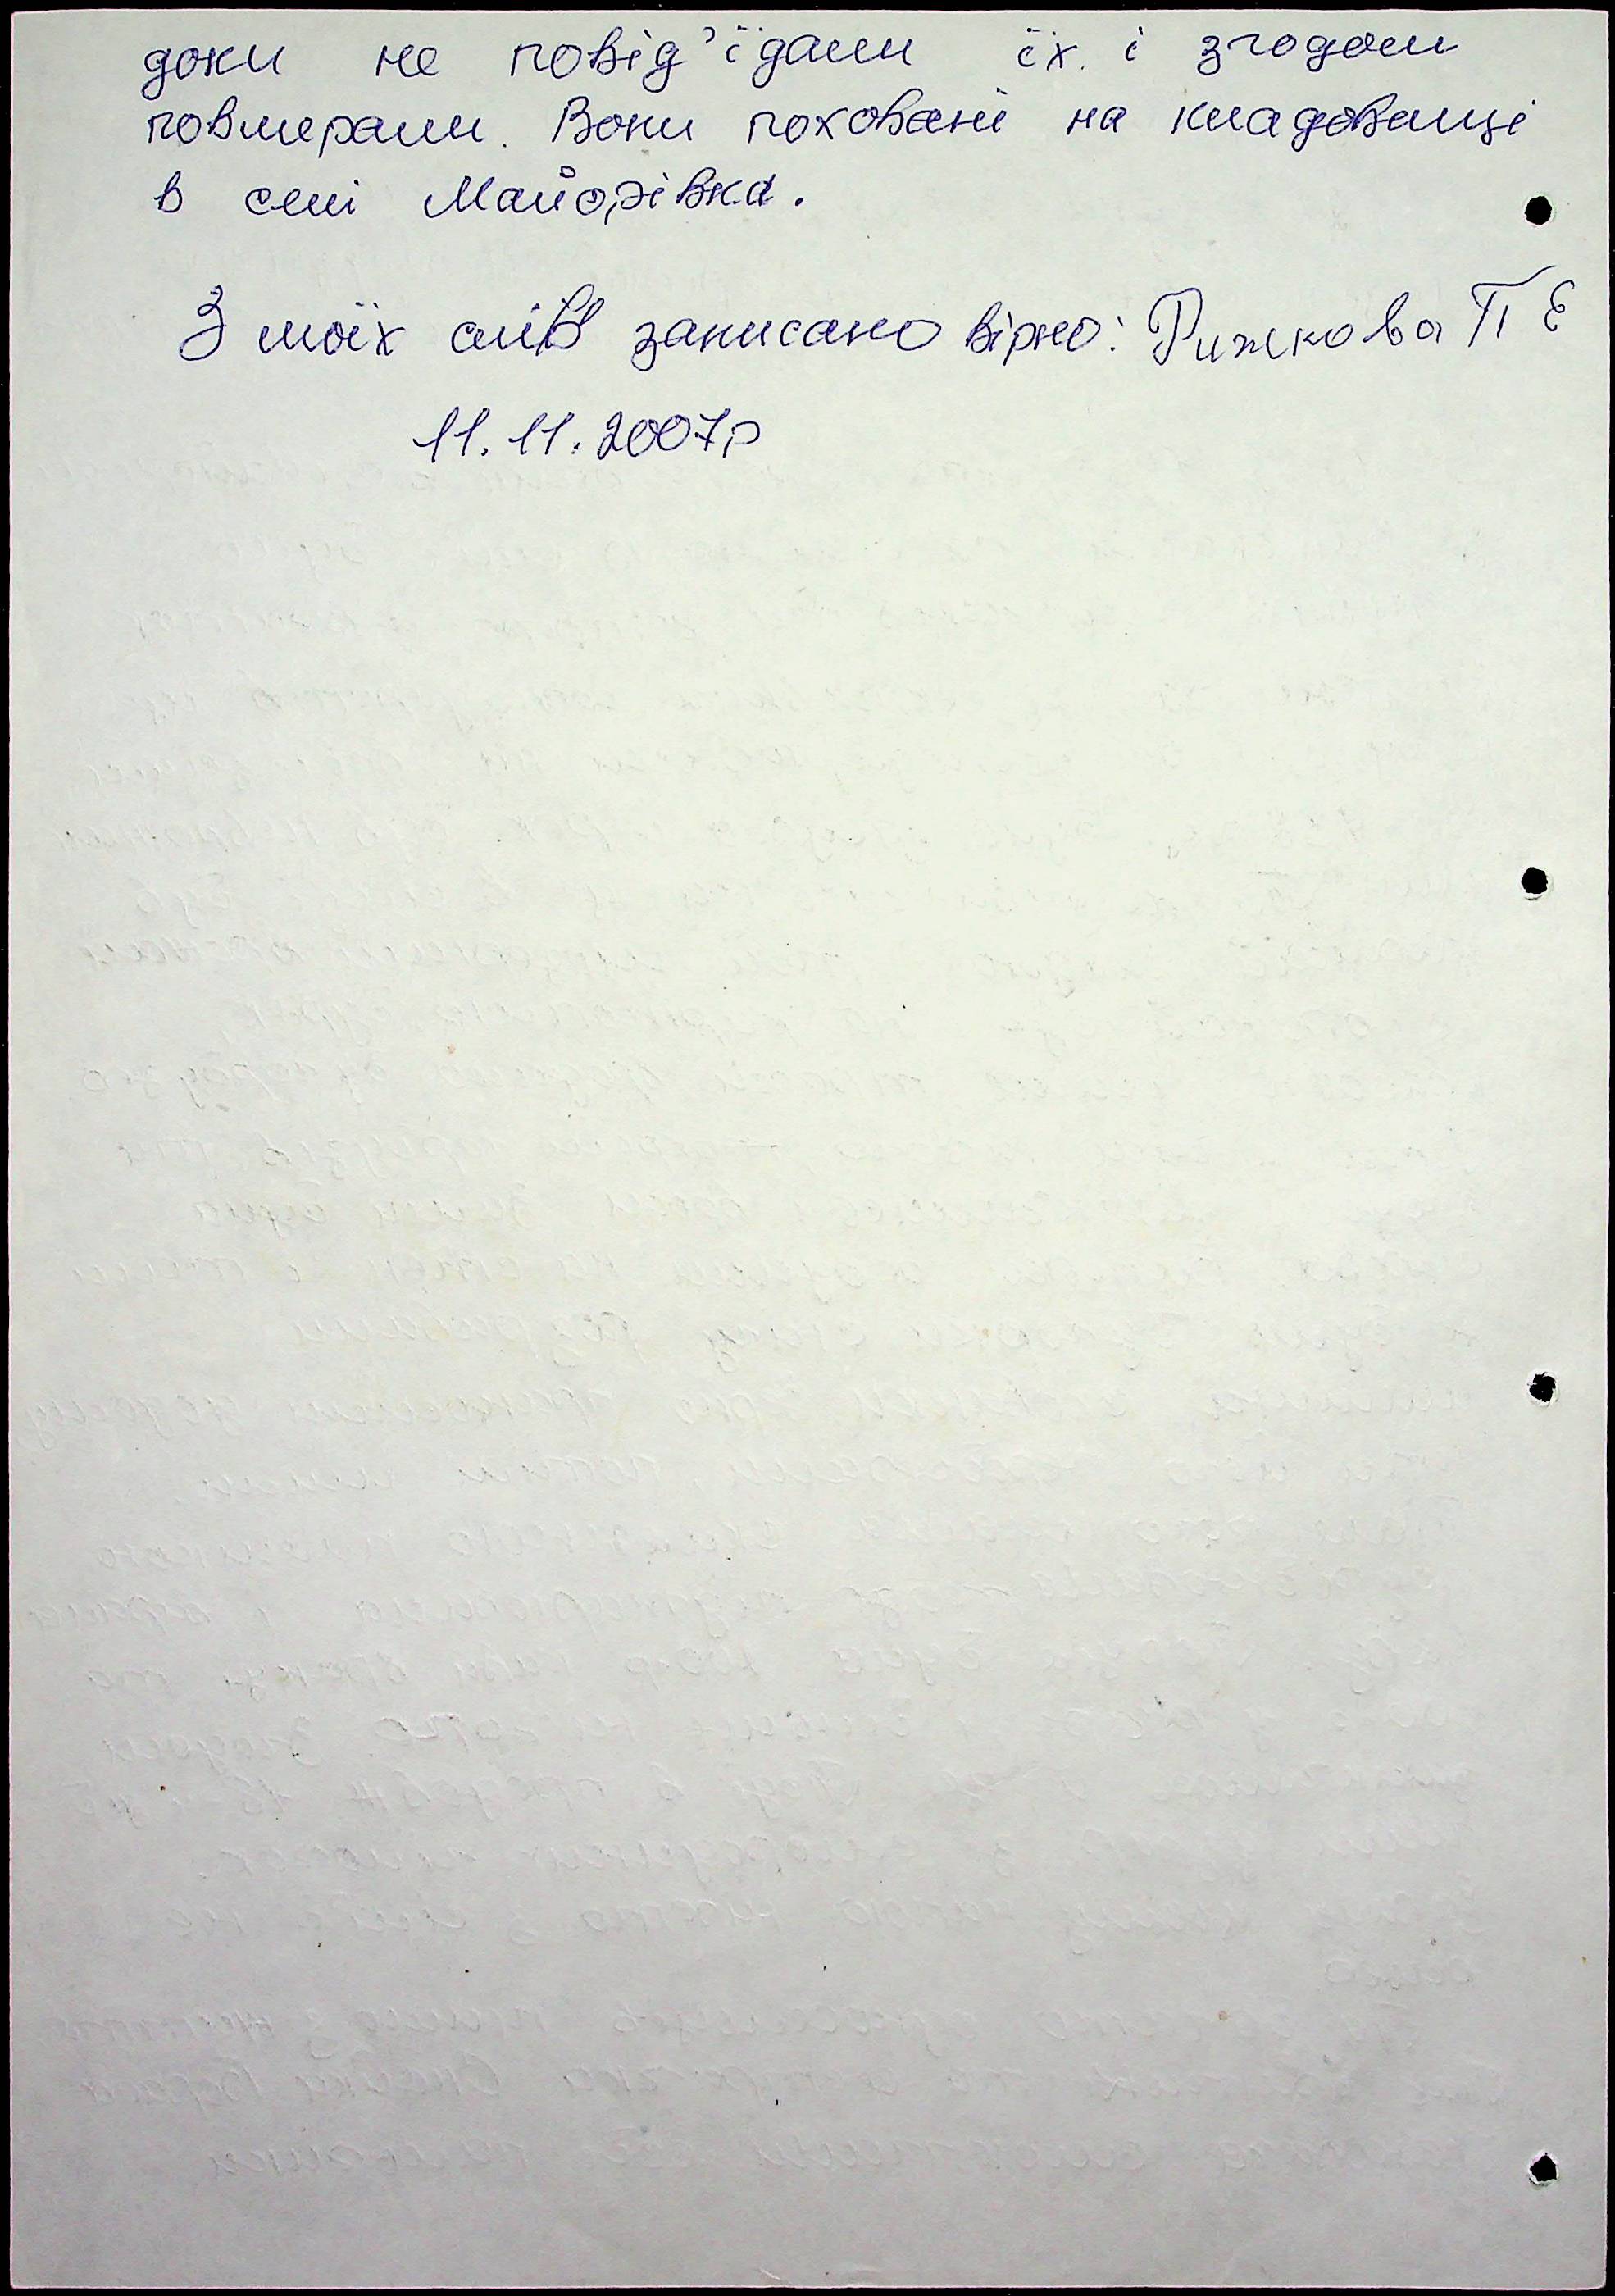 доки не повід'їдали їх. і згодом
повмерали. Вони поховані на кладовищі
в селі Майорівка.
З моїх слів записано вірно: Рижкова П Е
11.11.2007р